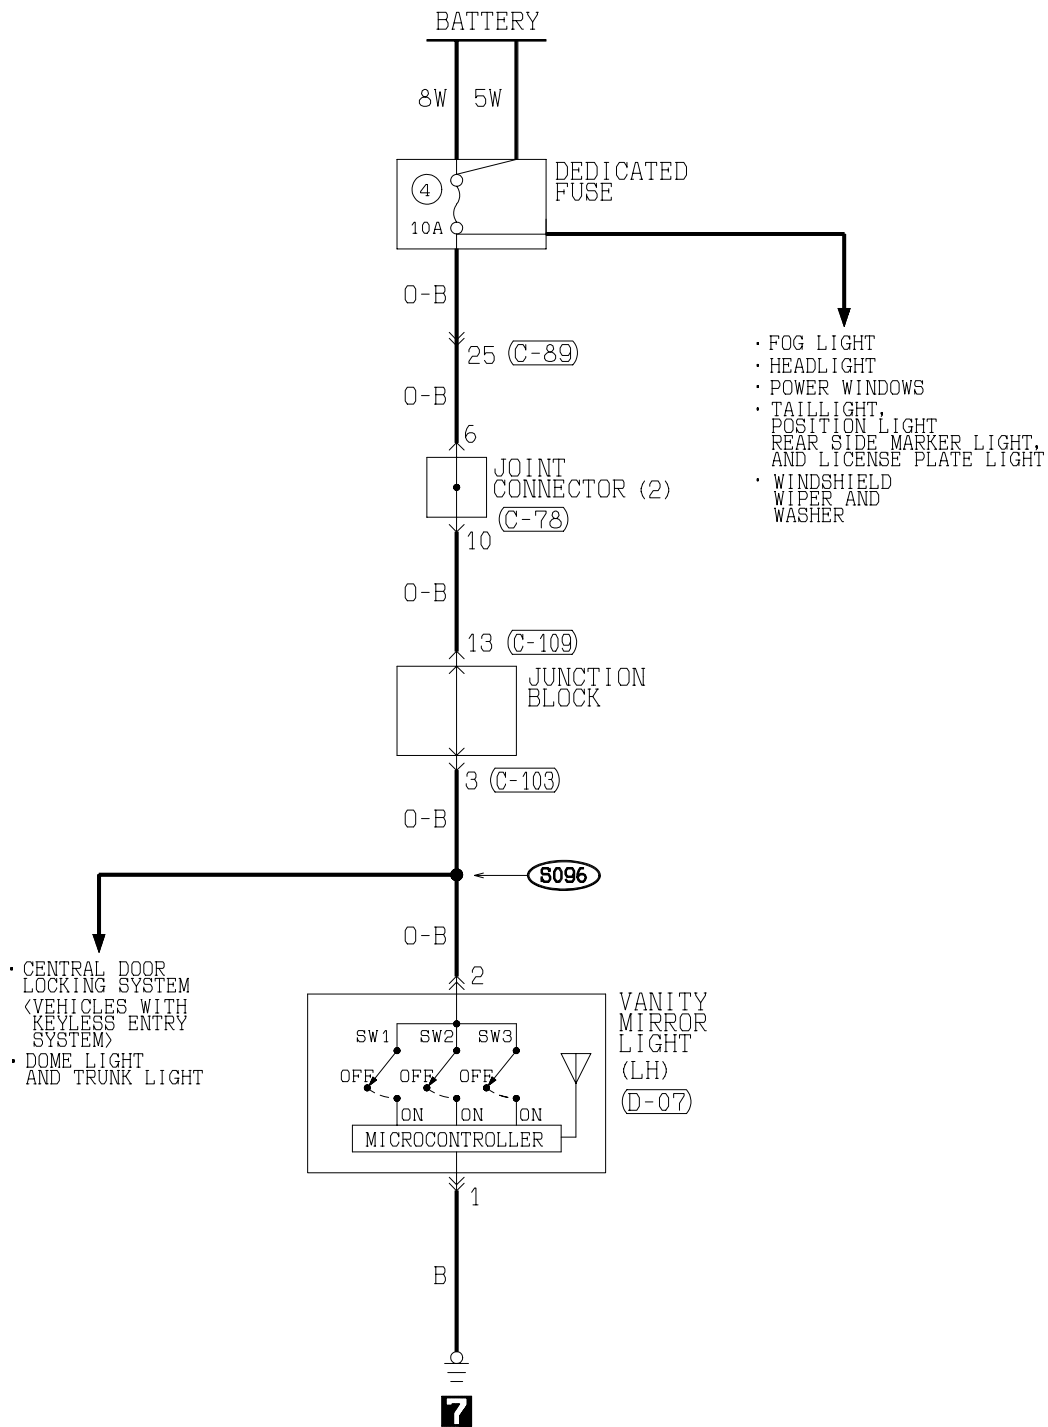 BATTERY
8W
5W
DEDICATED
FUSE
4
10A
O-B
25
C-89
O-B
· FOG LIGHT
· HEADLIGHT
· POWER WINDOWS
· TAILLIGHT,
POSITION LIGHT
REAR SIDE MARKER LIGHT,
AND LICENSE PLATE LIGHT
· WINDSHIELD
WIPER AND
WASHER
6
JOINT
CONNECTOR (2)
C-78
10
O-B
13
C-109
JUNCTION
BLOCK
3
C-103
O-B
S096
O-B
· CENTRAL DOOR
LOCKING SYSTEM
<VEHICLES WITH
KEYLESS ENTRY
SYSTEM>
· DOME LIGHT
AND TRUNK LIGHT
2
VANITY
MIRROR
LIGHT
(LH)
D-07
SW1
SW2
SW3
OFF
OFF
OFF
ON
ON
ON
MICROCONTROLLER
1
B
7